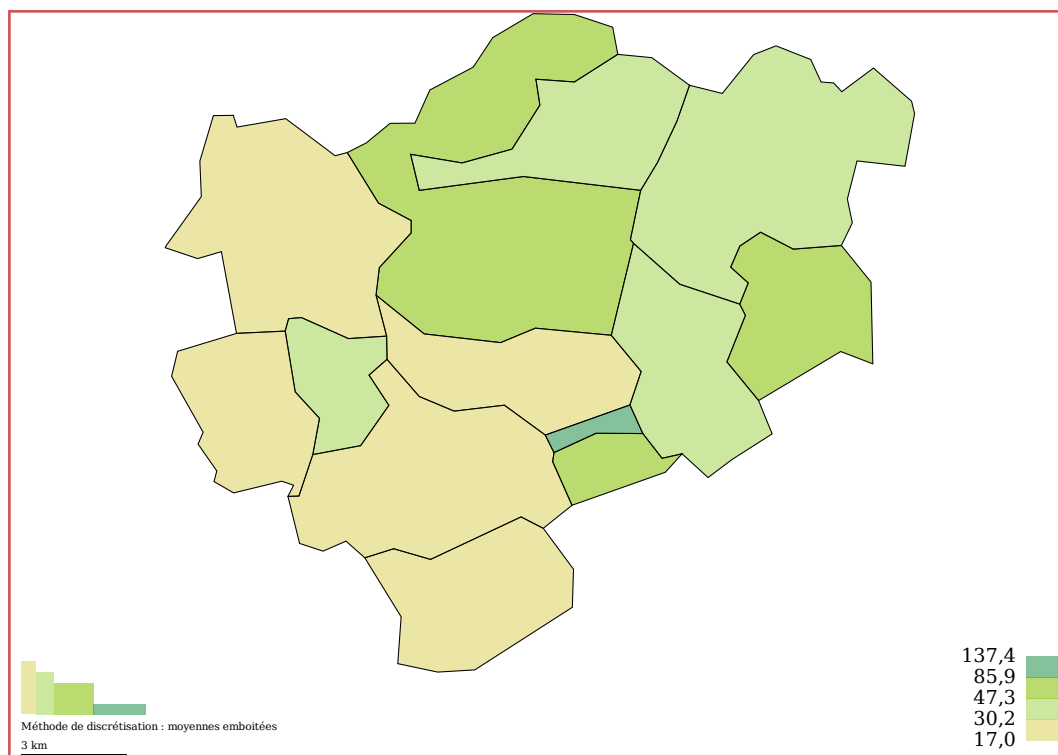 137,4
85,9
47,3
30,2
17,0
Méthode de discrétisation : moyennes emboitées
3 km